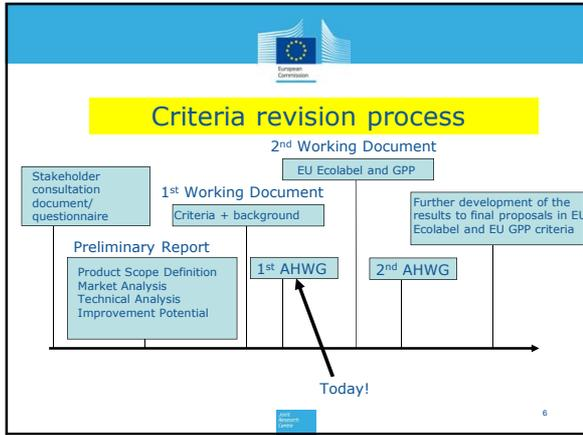 European
Commission
Criteria revision process
2nd Working Document
EU Ecolabel and GPP
Stakeholder
consultation
document/
questionnaire
1st Working Document
Criteria + background
Further development of the
results to final proposals in EU
Ecolabel and EU GPP criteria
Preliminary Report
Product Scope Definition
Market Analysis
Technical Analysis
Improvement Potential
1st AHWG
2nd AHWG
Today!
Joint
Research
Centre
6